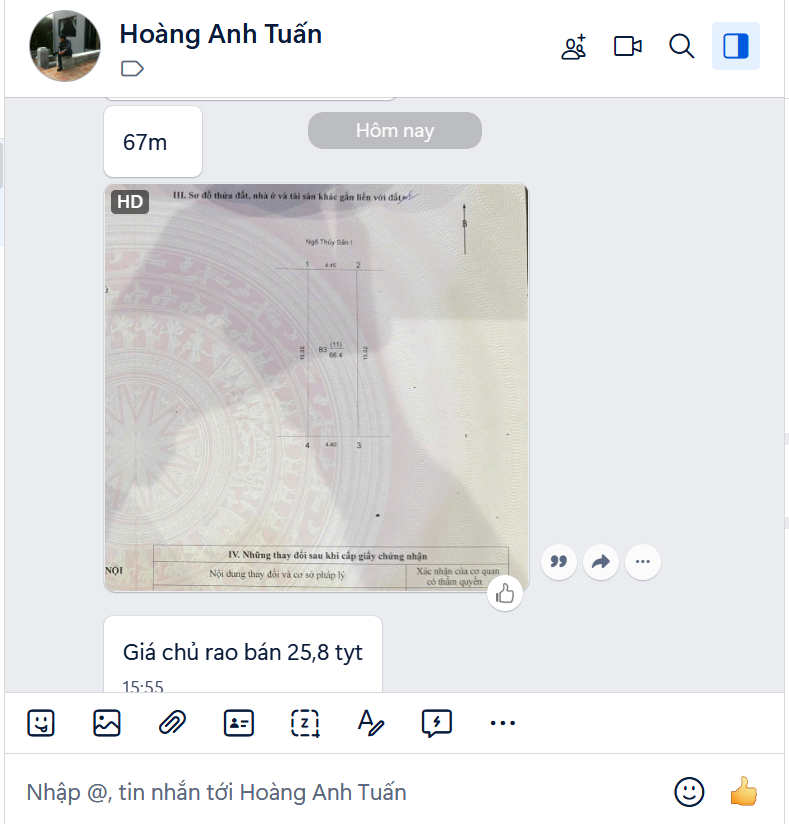 Hoàng Anh Tuấn
Hôm nay
67m
HD
III. Sơ đồ thửa đất, nhà ở và tài sản khác gắn liền với đất
B
Ngõ Thủy Sản I
1 4.45 2
83 (11)
66.4
4 4.40 3
IV. Những thay đổi sau khi cấp giấy chứng nhận
NỘI
Nội dung thay đổi và cơ sở pháp lý
Xác nhận của cơ quan
có thẩm quyền
Giá chủ rao bán 25,8 tyt
15:55
Nhập @, tin nhắn tới Hoàng Anh Tuấn